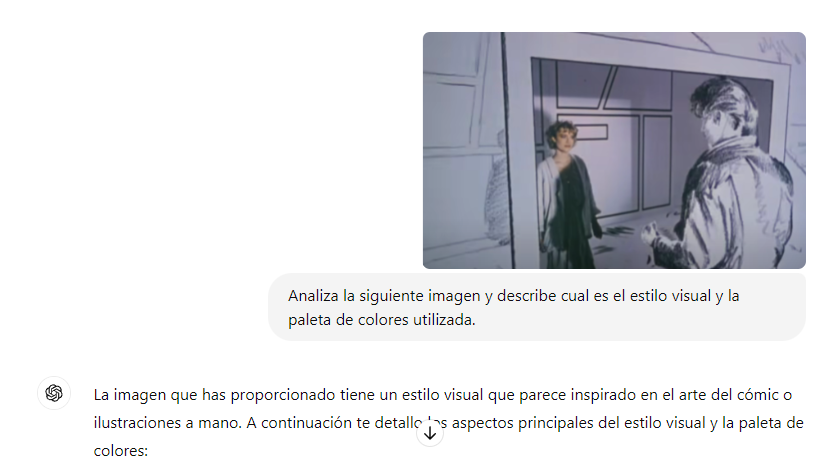 Analiza la siguiente imagen y describe cual es el estilo visual y la
paleta de colores utilizada.
La imagen que has proporcionado tiene un estilo visual que parece inspirado en el arte del cómic o
ilustraciones a mano. A continuación te detallo los aspectos principales del estilo visual y la paleta de
colores: